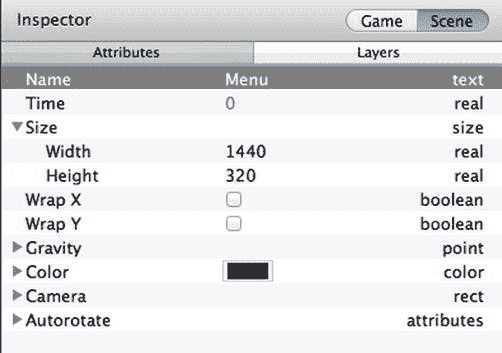 Inspector Game Scene
Attributes Layers
Name Menu text
Time 0 real
Size size
Width 1440 real
Height 320 real
Wrap X boolean
Wrap Y boolean
Gravity point
Color color
Camera rect
Autorotate attributes